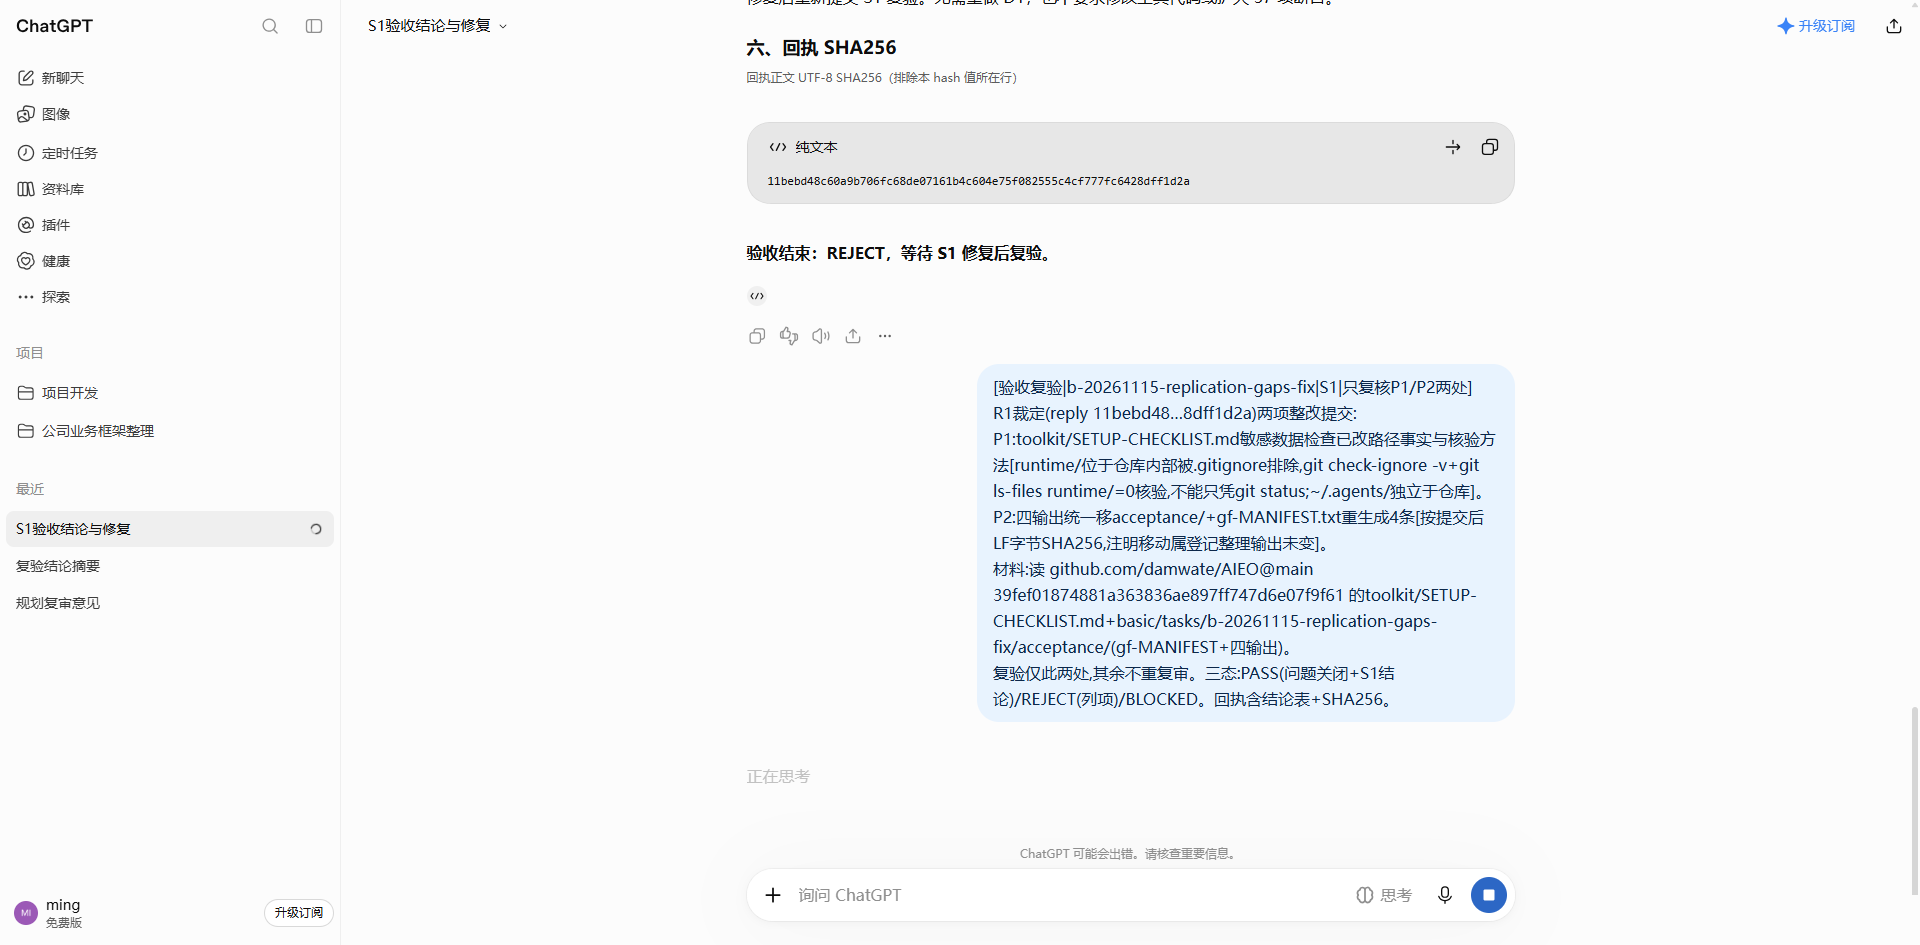 ChatGPT
新聊天
图像
定时任务
资料库
插件
健康
探索
项目
项目开发
公司业务框架整理
最近
S1验收结论与修复
复验结论摘要
规划复审意见
MI
ming
免费版
升级订阅
S1验收结论与修复
升级订阅
六、回执 SHA256
回执正文 UTF-8 SHA256（排除本 hash 值所在行）
纯文本
11bebd48c60a9b706fc68de07161b4c604e75f082555c4cf777fc6428dff1d2a
验收结束：REJECT，等待 S1 修复后复验。
[验收复验|b-20261115-replication-gaps-fix|S1|只复核P1/P2两处]
R1裁定(reply 11bebd48...8dff1d2a)两项整改提交:
P1:toolkit/SETUP-CHECKLIST.md敏感数据检查已改路径事实与核验方
法[runtime/位于仓库内部被.gitignore排除,git check-ignore -v+git
ls-files runtime/=0核验,不能只凭git status;~/.agents/独立于仓库]。
P2:四输出统一移acceptance/+gf-MANIFEST.txt重生成4条[按提交后
LF字节SHA256,注明移动属登记整理输出未变]。
材料:读 github.com/damwate/AIEO@main
39fef01874881a363836ae897ff747d6e07f9f61 的toolkit/SETUP-
CHECKLIST.md+basic/tasks/b-20261115-replication-gaps-
fix/acceptance/(gf-MANIFEST+四输出)。
复验仅此两处,其余不重复审。三态:PASS(问题关闭+S1结
论)/REJECT(列项)/BLOCKED。回执含结论表+SHA256。
正在思考
ChatGPT 可能会出错。请核查重要信息。
询问 ChatGPT
思考